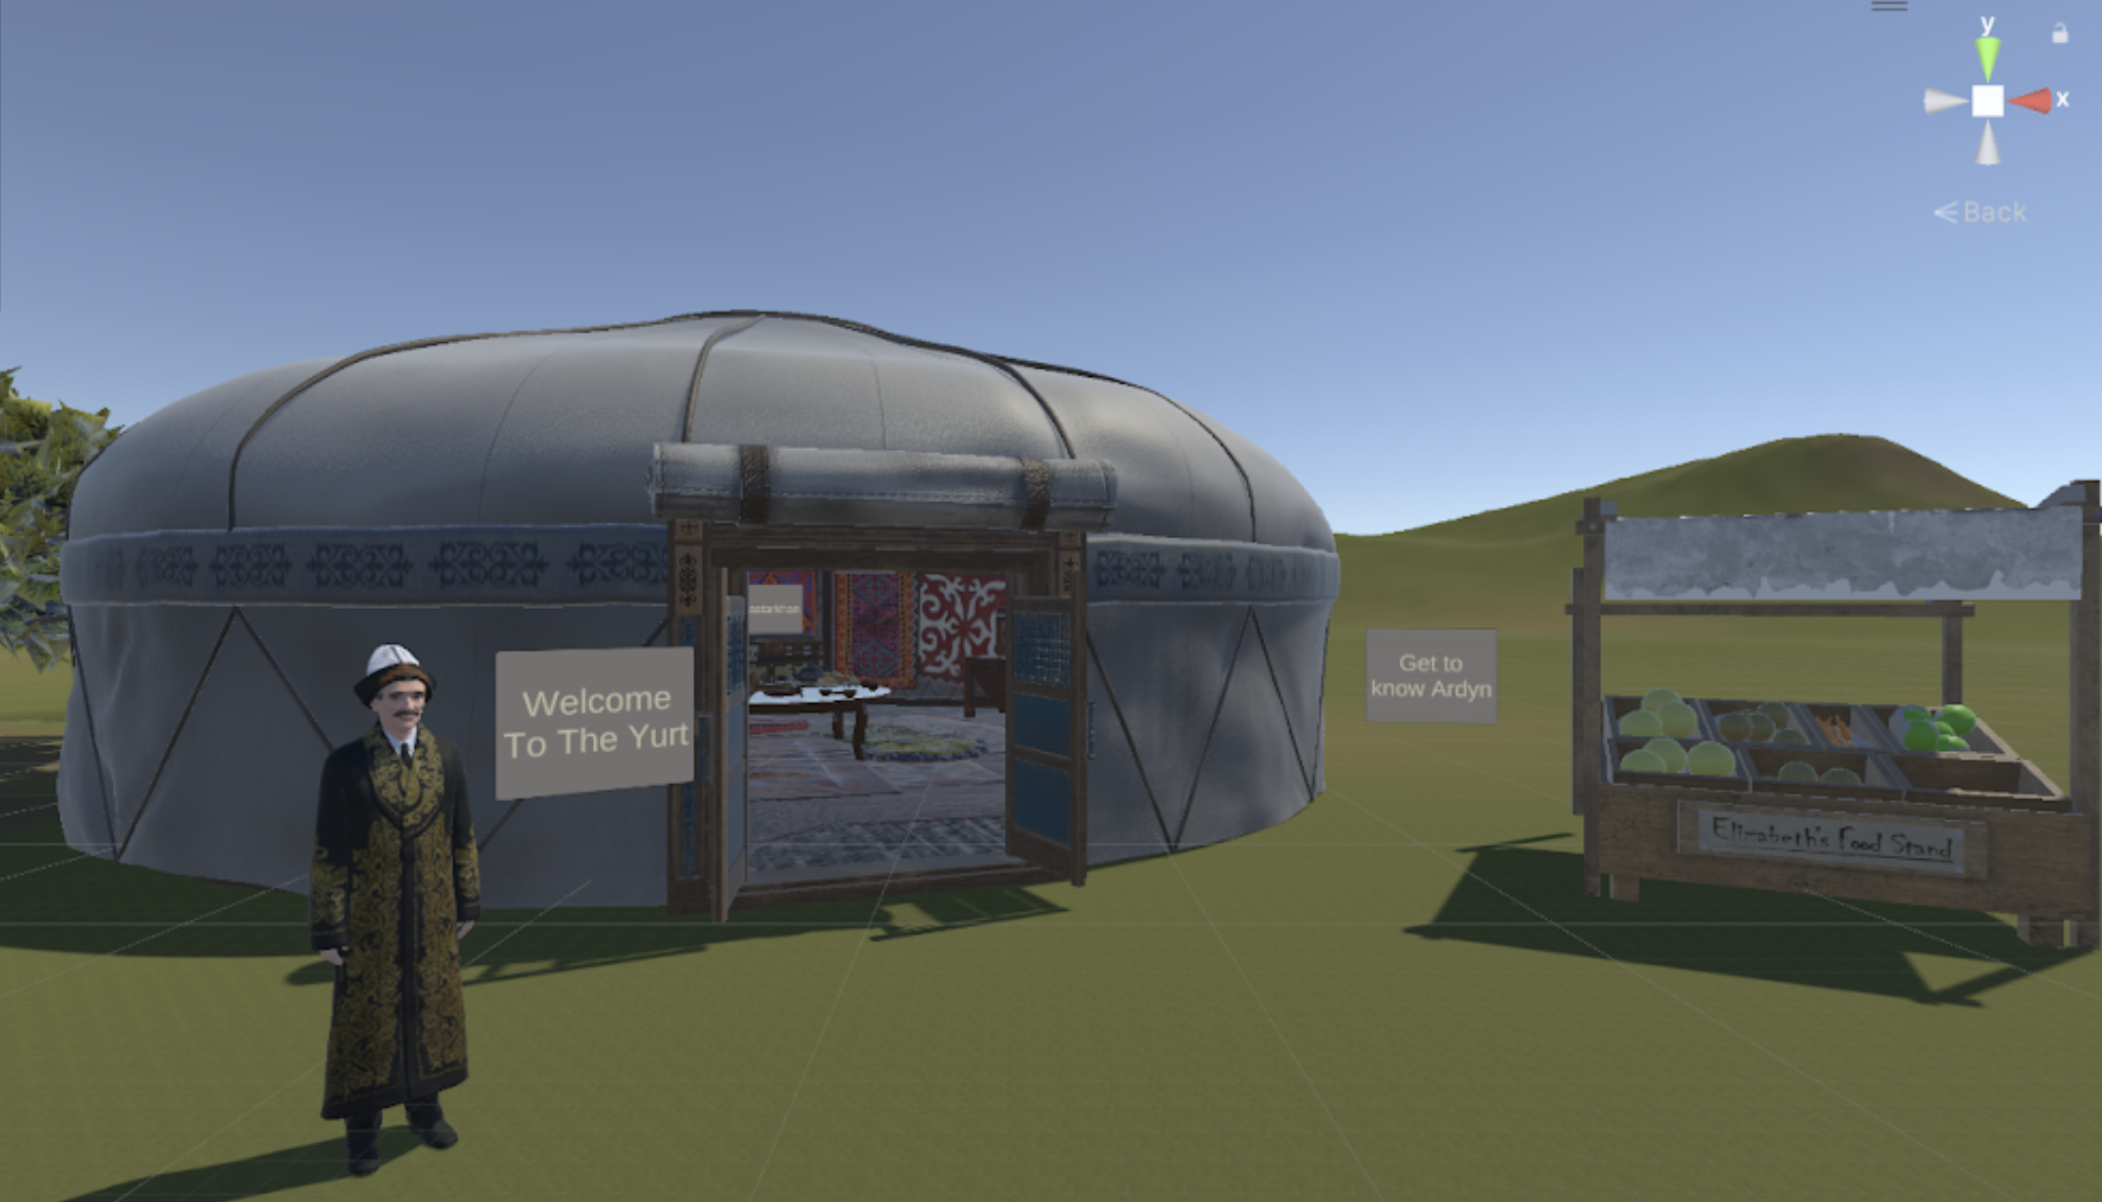 y
x
Back
Welcome
To The Yurt
Get to
know Ardyn
Elizabeth's Food Stand